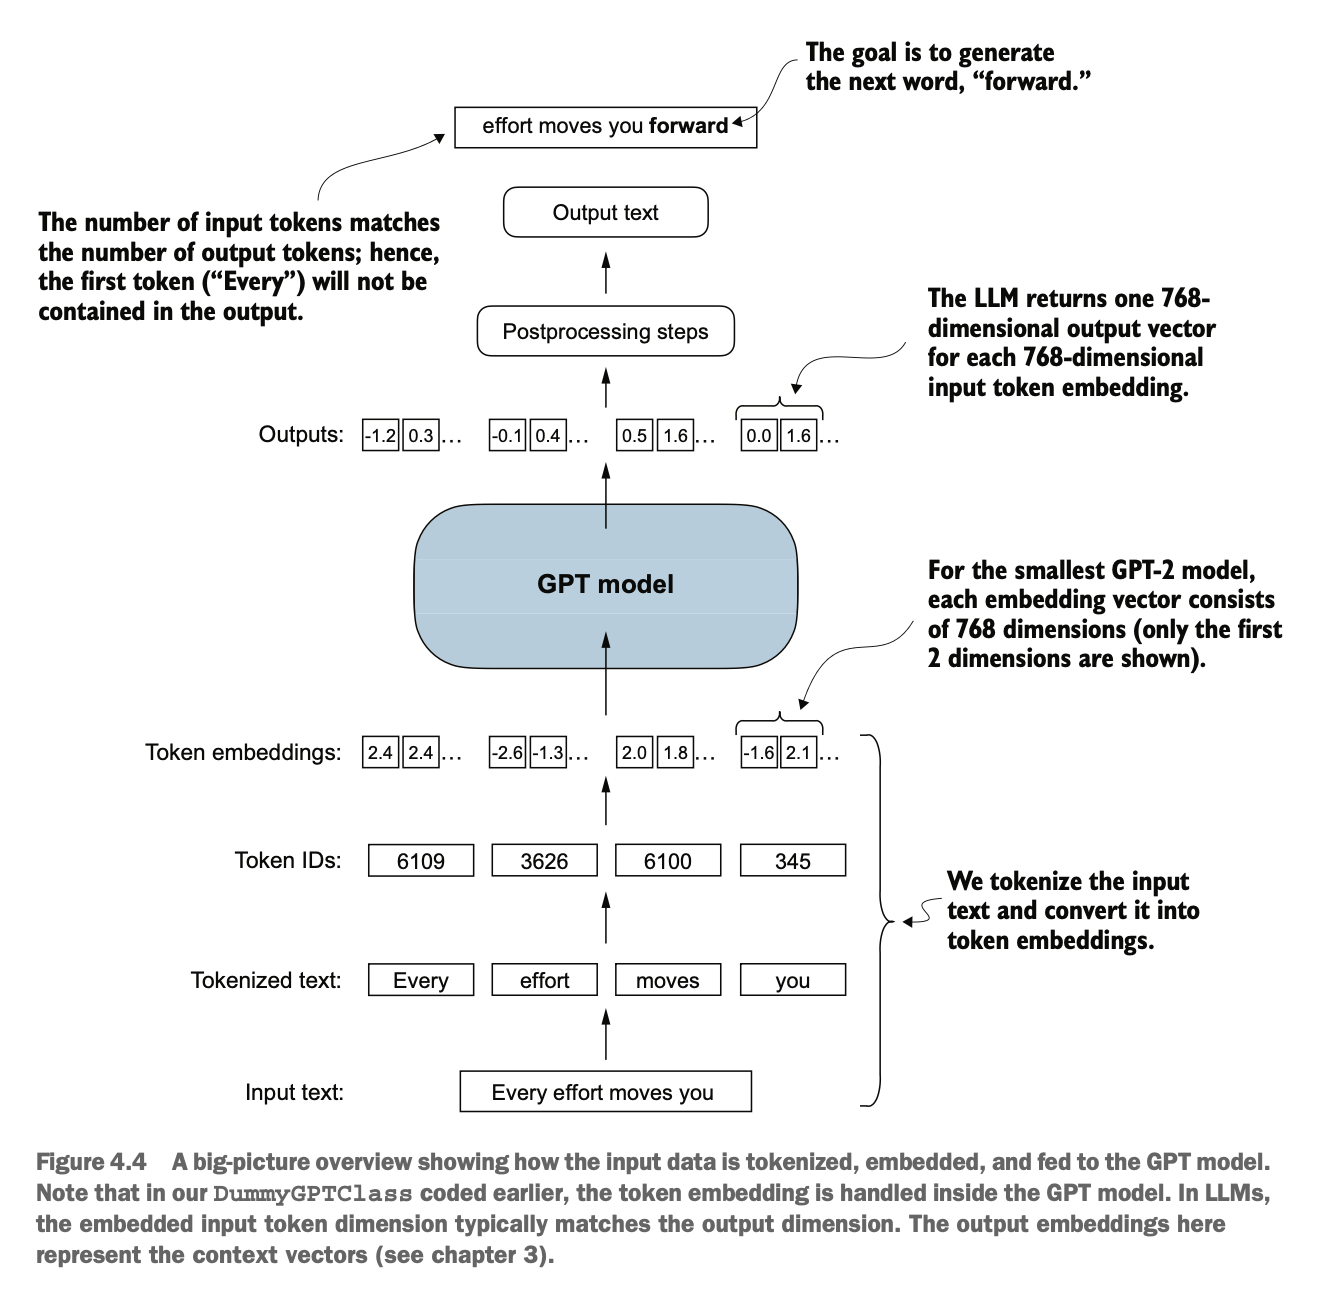 The goal is to generate
the next word, “forward.”
effort moves you forward
The number of input tokens matches
the number of output tokens; hence,
the first token (“Every”) will not be
contained in the output.
Output text
Postprocessing steps
The LLM returns one 768-
dimensional output vector
for each 768-dimensional
input token embedding.
Outputs: -1.2 0.3 ... -0.1 0.4 ... 0.5 1.6 ... 0.0 1.6 ...
GPT model
For the smallest GPT-2 model,
each embedding vector consists
of 768 dimensions (only the first
2 dimensions are shown).
Token embeddings: 2.4 2.4 ... -2.6 -1.3 ... 2.0 1.8 ... -1.6 2.1 ...
Token IDs: 6109 3626 6100 345
We tokenize the input
text and convert it into
token embeddings.
Tokenized text: Every effort moves you
Input text: Every effort moves you
Figure 4.4 A big-picture overview showing how the input data is tokenized, embedded, and fed to the GPT model.
Note that in our DummyGPTClass coded earlier, the token embedding is handled inside the GPT model. In LLMs,
the embedded input token dimension typically matches the output dimension. The output embeddings here
represent the context vectors (see chapter 3).